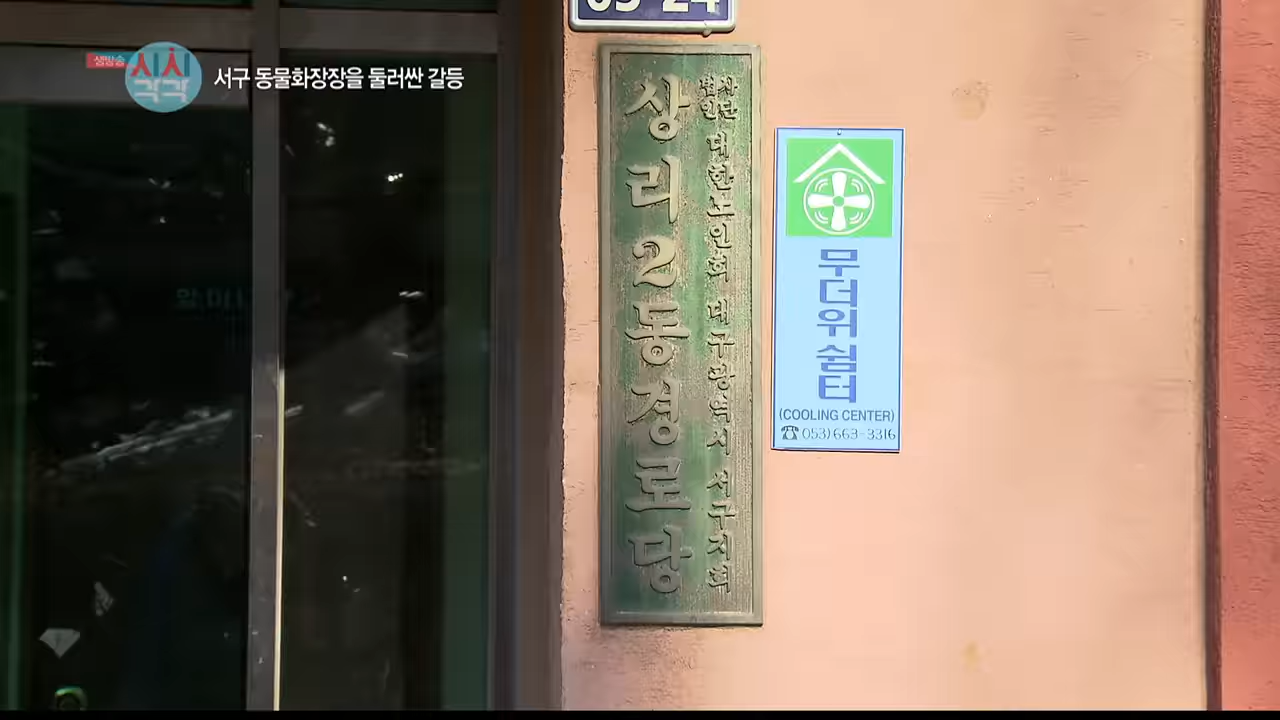 생방송
시시각각
서구 동물화장장을 둘러싼 갈등
상리2동경로당
사단법인 대한노인회 대구광역시 서구지회
무더위쉼터
(COOLING CENTER)
☎ 053) 663-3316